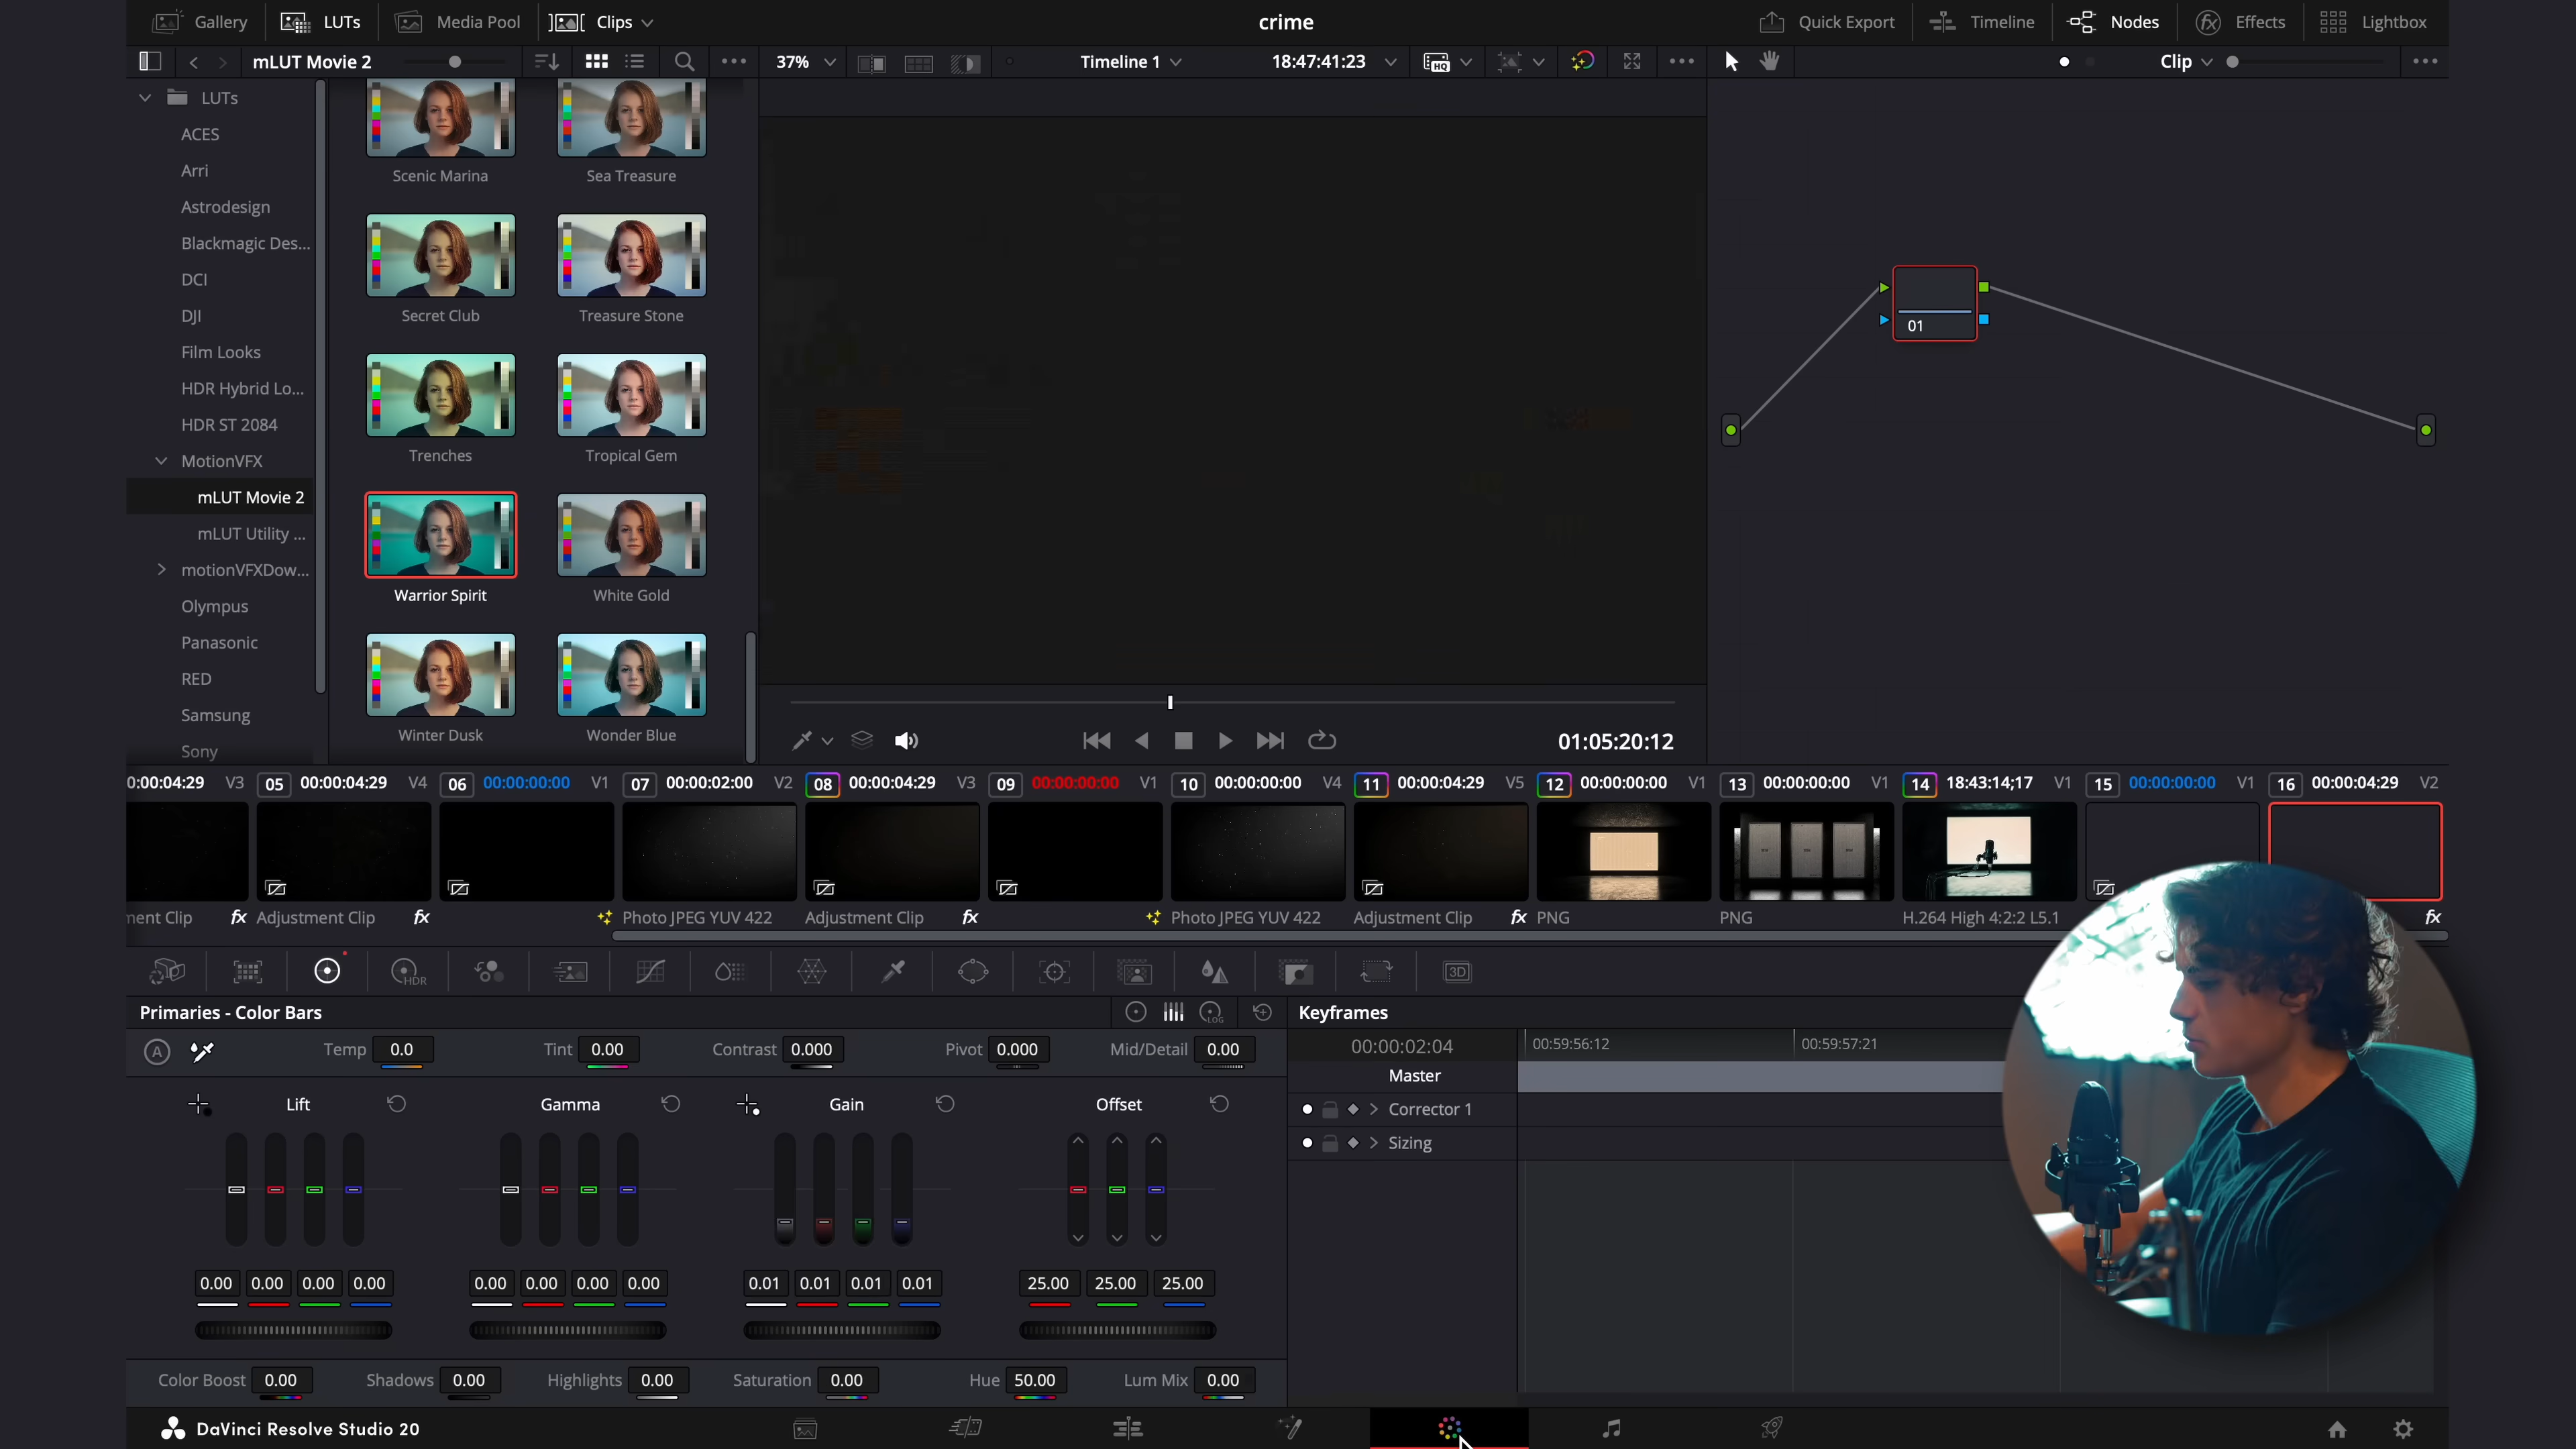 Gallery LUTs Media Pool Clips crime Quick Export Timeline Nodes Effects Lightbox
mLUT Movie 2 37% Timeline 1 18:47:41:23 HQ Clip
LUTs
ACES
Arri
Astrodesign
Blackmagic Des...
DCI
DJI
Film Looks
HDR Hybrid Lo...
HDR ST 2084
MotionVFX
mLUT Movie 2
mLUT Utility ...
motionVFXDow...
Olympus
Panasonic
RED
Samsung
Sony
Scenic Marina Sea Treasure
Secret Club Treasure Stone
Trenches Tropical Gem
Warrior Spirit White Gold
Winter Dusk Wonder Blue
01
01:05:20:12
0:00:04:29 V3 05 00:00:04:29 V4 06 00:00:00:00 V1 07 00:00:02:00 V2 08 00:00:04:29 V3 09 00:00:00:00 V1 10 00:00:00:00 V4 11 00:00:04:29 V5 12 00:00:00:00 V1 13 00:00:00:00 V1 14 18:43:14;17 V1 15 00:00:00:00 V1 16 00:00:04:29 V2
nent Clip fx Adjustment Clip fx Photo JPEG YUV 422 Adjustment Clip fx Photo JPEG YUV 422 Adjustment Clip fx PNG PNG H.264 High 4:2:2 L5.1 fx
HDR 3D
Primaries - Color Bars LOG Keyframes
A Temp 0.0 Tint 0.00 Contrast 0.000 Pivot 0.000 Mid/Detail 0.00
00:00:02:04 00:59:56:12 00:59:57:21
Master
Corrector 1
Sizing
Lift Gamma Gain Offset
0.00 0.00 0.00 0.00 0.00 0.00 0.00 0.00 0.01 0.01 0.01 0.01 25.00 25.00 25.00
Color Boost 0.00 Shadows 0.00 Highlights 0.00 Saturation 0.00 Hue 50.00 Lum Mix 0.00
DaVinci Resolve Studio 20